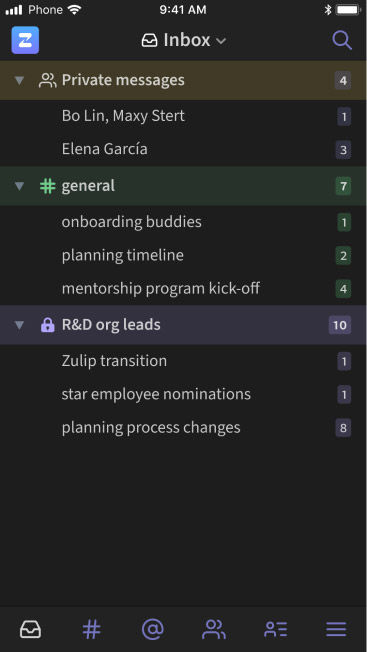 Phone 9:41 AM
Inbox
Private messages 4
Bo Lin, Maxy Stert 1
Elena García 3
general 7
onboarding buddies 1
planning timeline 2
mentorship program kick-off 4
R&D org leads 10
Zulip transition 1
star employee nominations 1
planning process changes 8